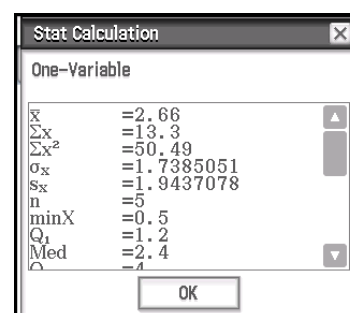 Stat Calculation
One-Variable
x̅ =2.66
Σx =13.3
Σx² =50.49
σx =1.7385051
sx =1.9437078
n =5
minX =0.5
Q₁ =1.2
Med =2.4
OK